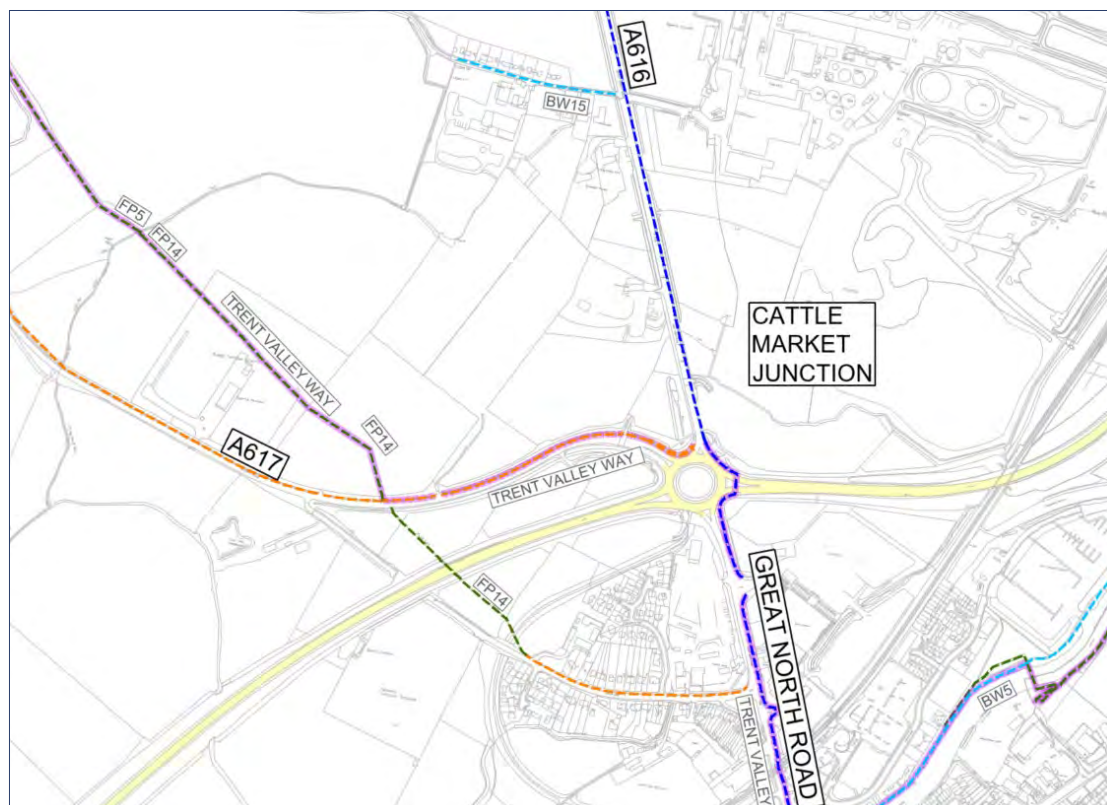 A616
BW15
FP5
FP14
TRENT VALLEY WAY
CATTLE
MARKET
JUNCTION
FP14
A617
TRENT VALLEY WAY
GREAT NORTH ROAD
FP14
BW5
TRENT VALLEY